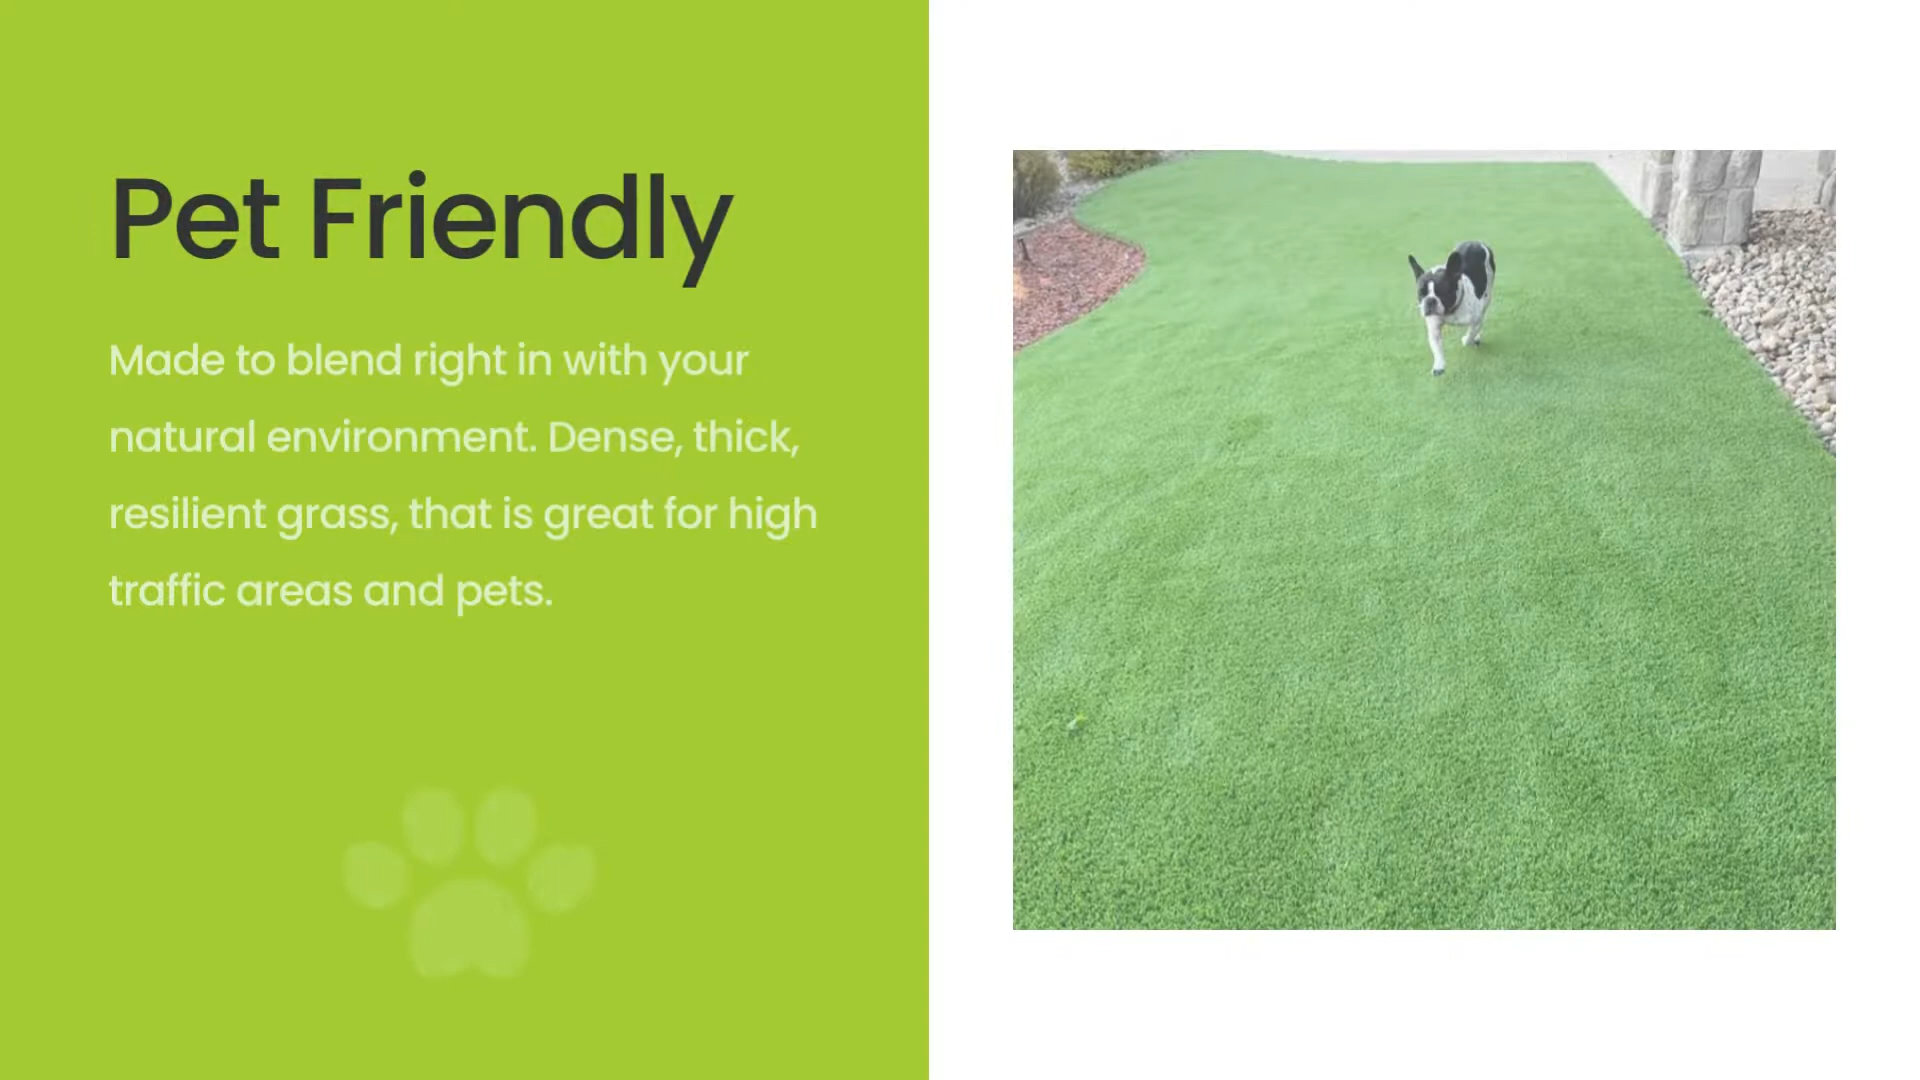 Pet Friendly
Made to blend right in with your
natural environment. Dense, thick,
resilient grass, that is great for high
traffic areas and pets.